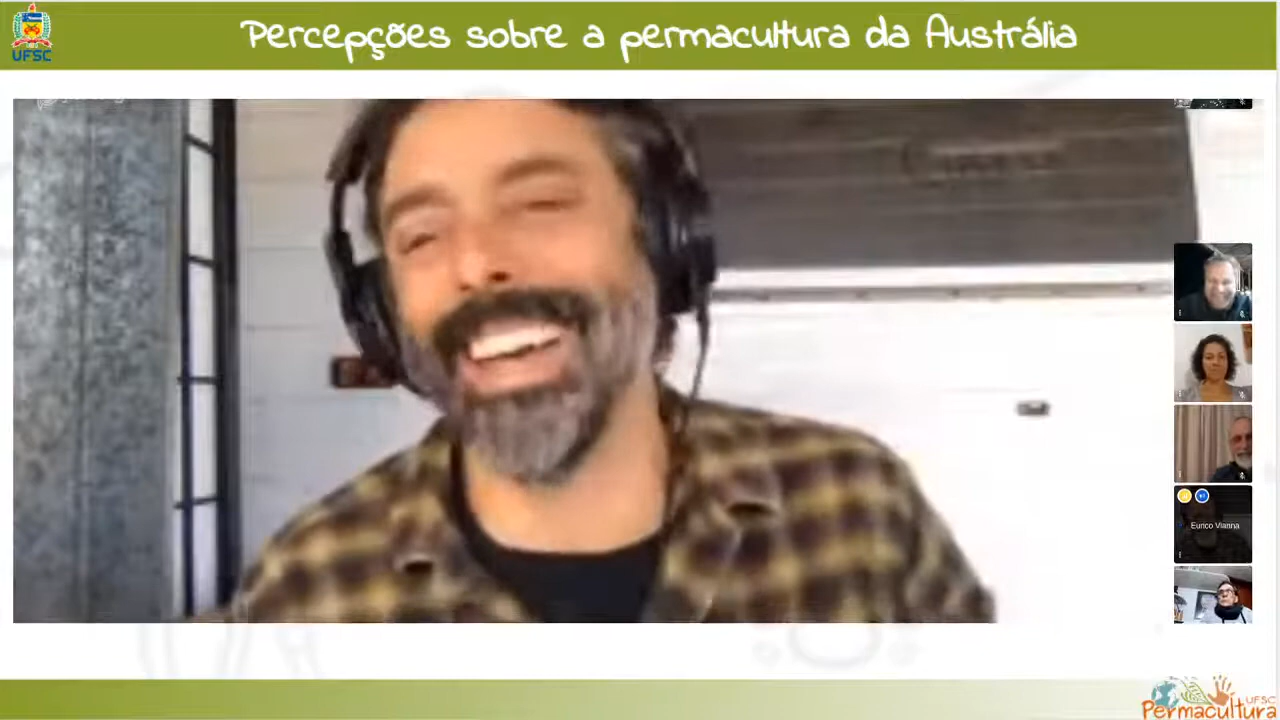 Percepções sobre a permacultura da Austrália
UFSC
Eurico Vianna
UFSC
Permacultura